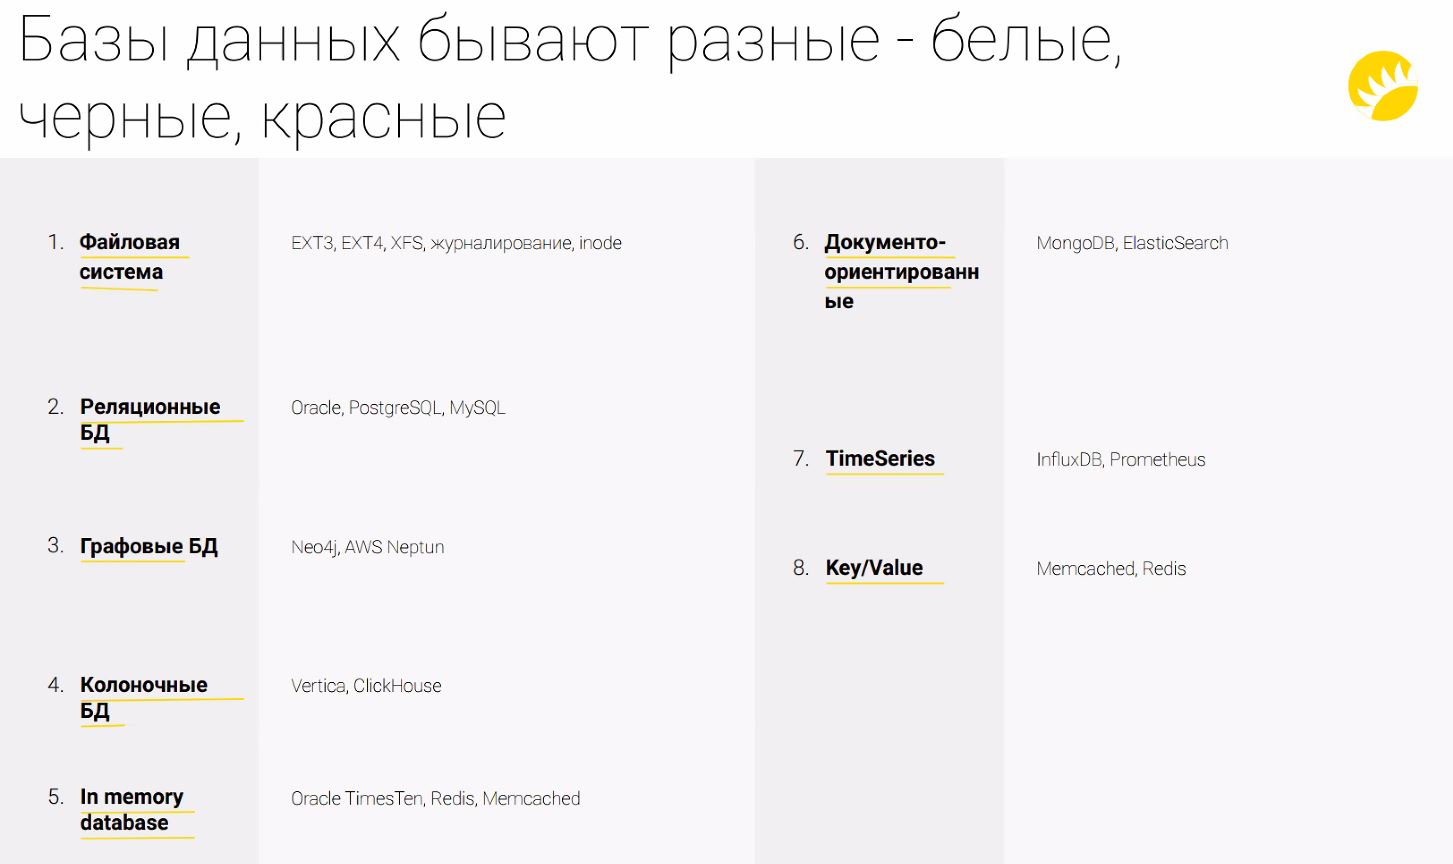 Базы данных бывают разные - белые,
черные, красные
1. Файловая
система
EXT3, EXT4, XFS, журналирование, inode
2. Реляционные
БД
Oracle, PostgreSQL, MySQL
3. Графовые БД
Neo4j, AWS Neptun
4. Колоночные
БД
Vertica, ClickHouse
5. In memory
database
Oracle TimesTen, Redis, Memcached
6. Документо-
ориентированн
ые
MongoDB, ElasticSearch
7. TimeSeries
InfluxDB, Prometheus
8. Key/Value
Memcached, Redis